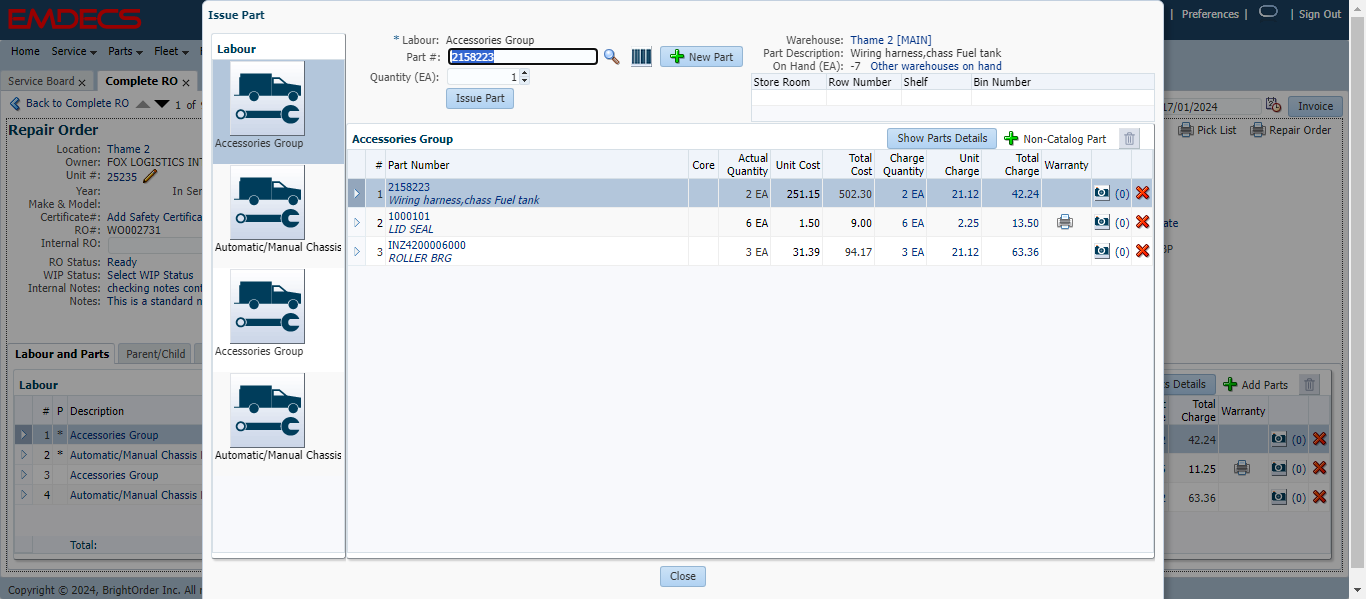 EMDECS
| Preferences |
| Sign Out
Home Service Parts Fleet
Service Board x
Complete RO x
Back to Complete RO
1 of
17/01/2024
Invoice
Pick List
Repair Order
Repair Order
Location: Thame 2
Owner: FOX LOGISTICS INT
Unit #: 25235
Year:
In Ser
Make & Model:
Certificate#: Add Safety Certifica
RO#: WO002731
Internal RO:
RO Status: Ready
WIP Status: Select WIP Status
Internal Notes: checking notes cont
Notes: This is a standard n
Labour and Parts
Parent/Child
Labour
# P Description
1 * Accessories Group
2 * Automatic/Manual Chassis
3 Accessories Group
4 Automatic/Manual Chassis
Total:
Copyright © 2024, BrightOrder Inc. All
Issue Part
Labour
Accessories Group
Automatic/Manual Chassis
Accessories Group
Automatic/Manual Chassis
* Labour: Accessories Group
Part #: 2158223
New Part
Quantity (EA): 1
Issue Part
Warehouse: Thame 2 [MAIN]
Part Description: Wiring harness,chass Fuel tank
On Hand (EA): -7 Other warehouses on hand
Store Room Row Number Shelf Bin Number
Accessories Group
Show Parts Details
Non-Catalog Part
# Part Number Core Actual Quantity Unit Cost Total Cost Charge Quantity Unit Charge Total Charge Warranty
1 2158223 2 EA 251.15 502.30 2 EA 21.12 42.24 (0)
Wiring harness,chass Fuel tank
2 1000101 6 EA 1.50 9.00 6 EA 2.25 13.50 (0)
LID SEAL
3 INZ4200006000 3 EA 31.39 94.17 3 EA 21.12 63.36 (0)
ROLLER BRG
Close
s Details
Add Parts
Total Charge Warranty
42.24 (0)
11.25 (0)
63.36 (0)